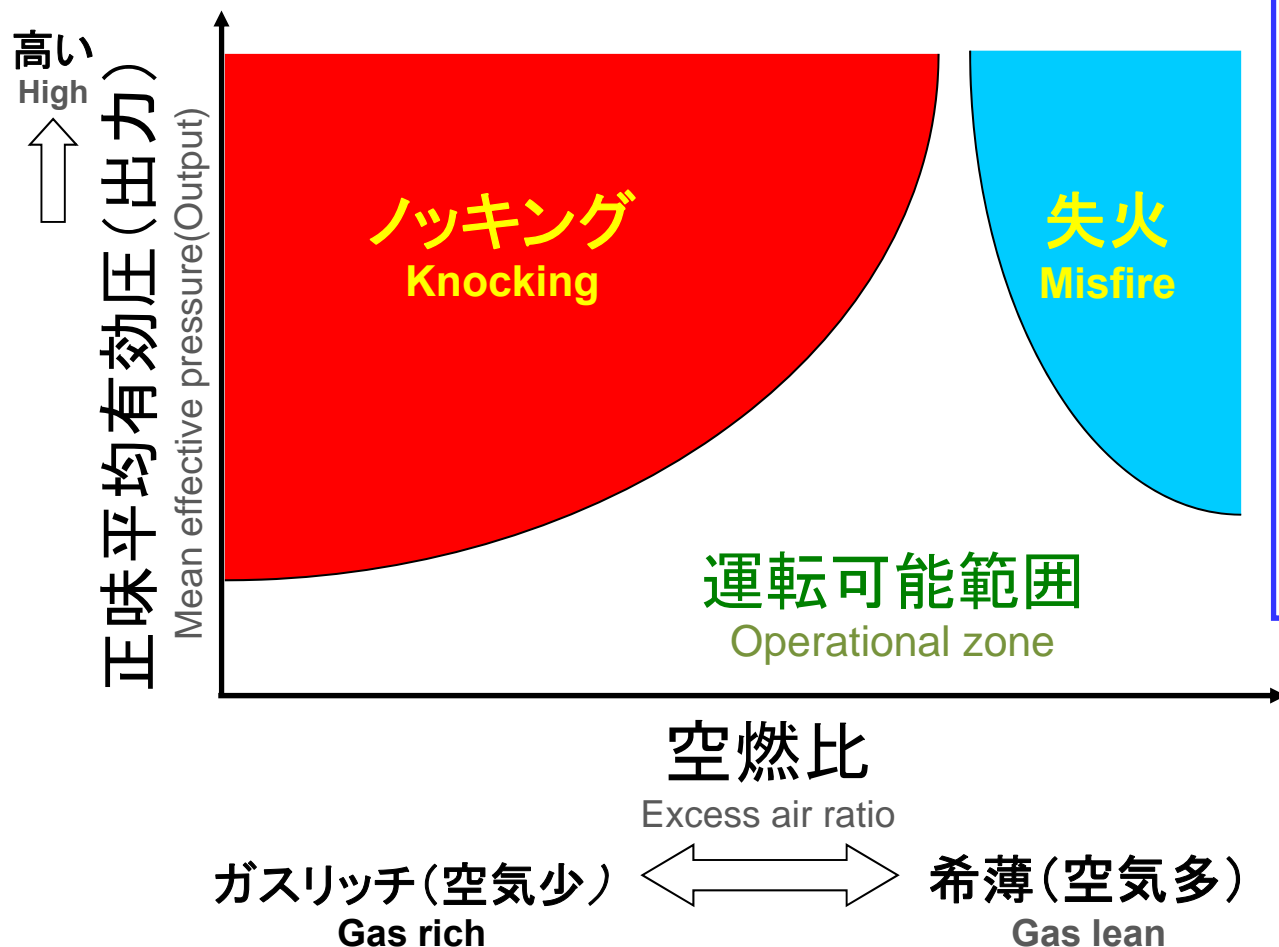 高い
High
正味平均有効圧（出力）
Mean effective pressure(Output)
ノッキング
Knocking
失火
Misfire
運転可能範囲
Operational zone
空燃比
Excess air ratio
ガスリッチ（空気少）
Gas rich
希薄（空気多）
Gas lean